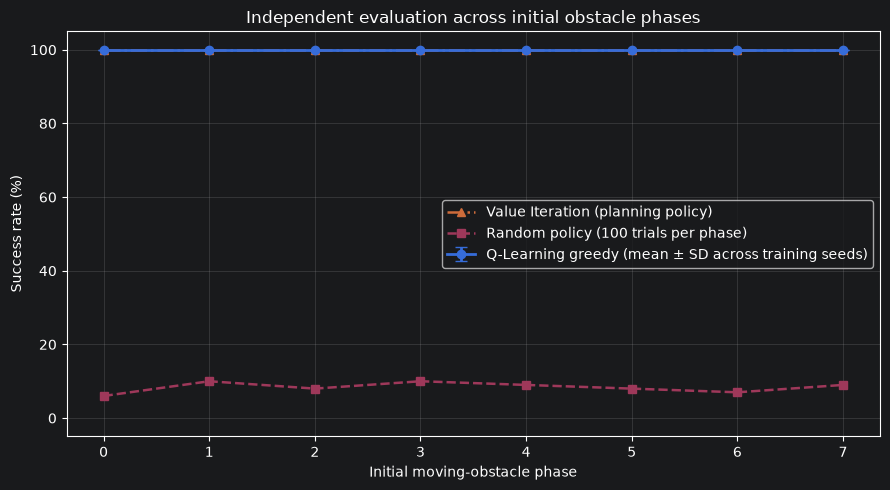 Independent evaluation across initial obstacle phases
Success rate (%)
100
80
60
40
20
0
Value Iteration (planning policy)
Random policy (100 trials per phase)
Q-Learning greedy (mean ± SD across training seeds)
0 1 2 3 4 5 6 7
Initial moving-obstacle phase